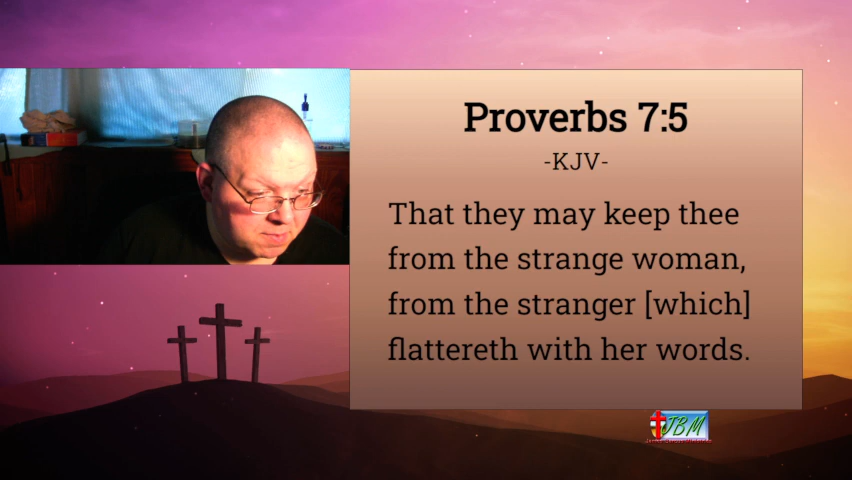 Proverbs 7:5
-KJV-
That they may keep thee
from the strange woman,
from the stranger [which]
flattereth with her words.
JBM